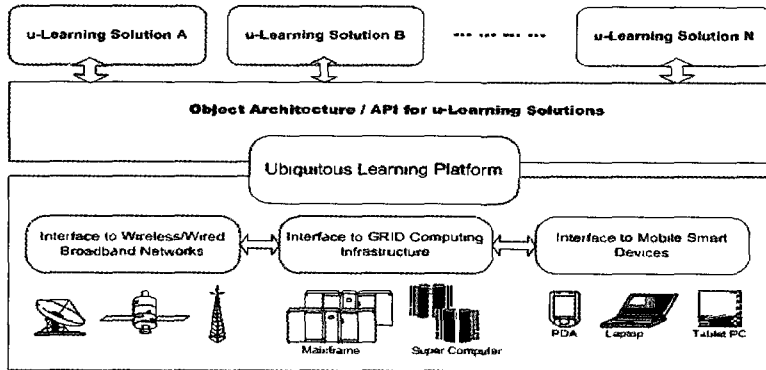 u-Learning Solution A
u-Learning Solution B
u-Learning Solution N
Object Architecture / API for u-Learning Solutions
Ubiquitous Learning Platform
Interface to Wireless/Wired
Broadband Networks
Interface to GRID Computing
Infrastructure
Interface to Mobile Smart
Devices
Mainframe
Super Computer
PDA
Laptop
Tablet PC